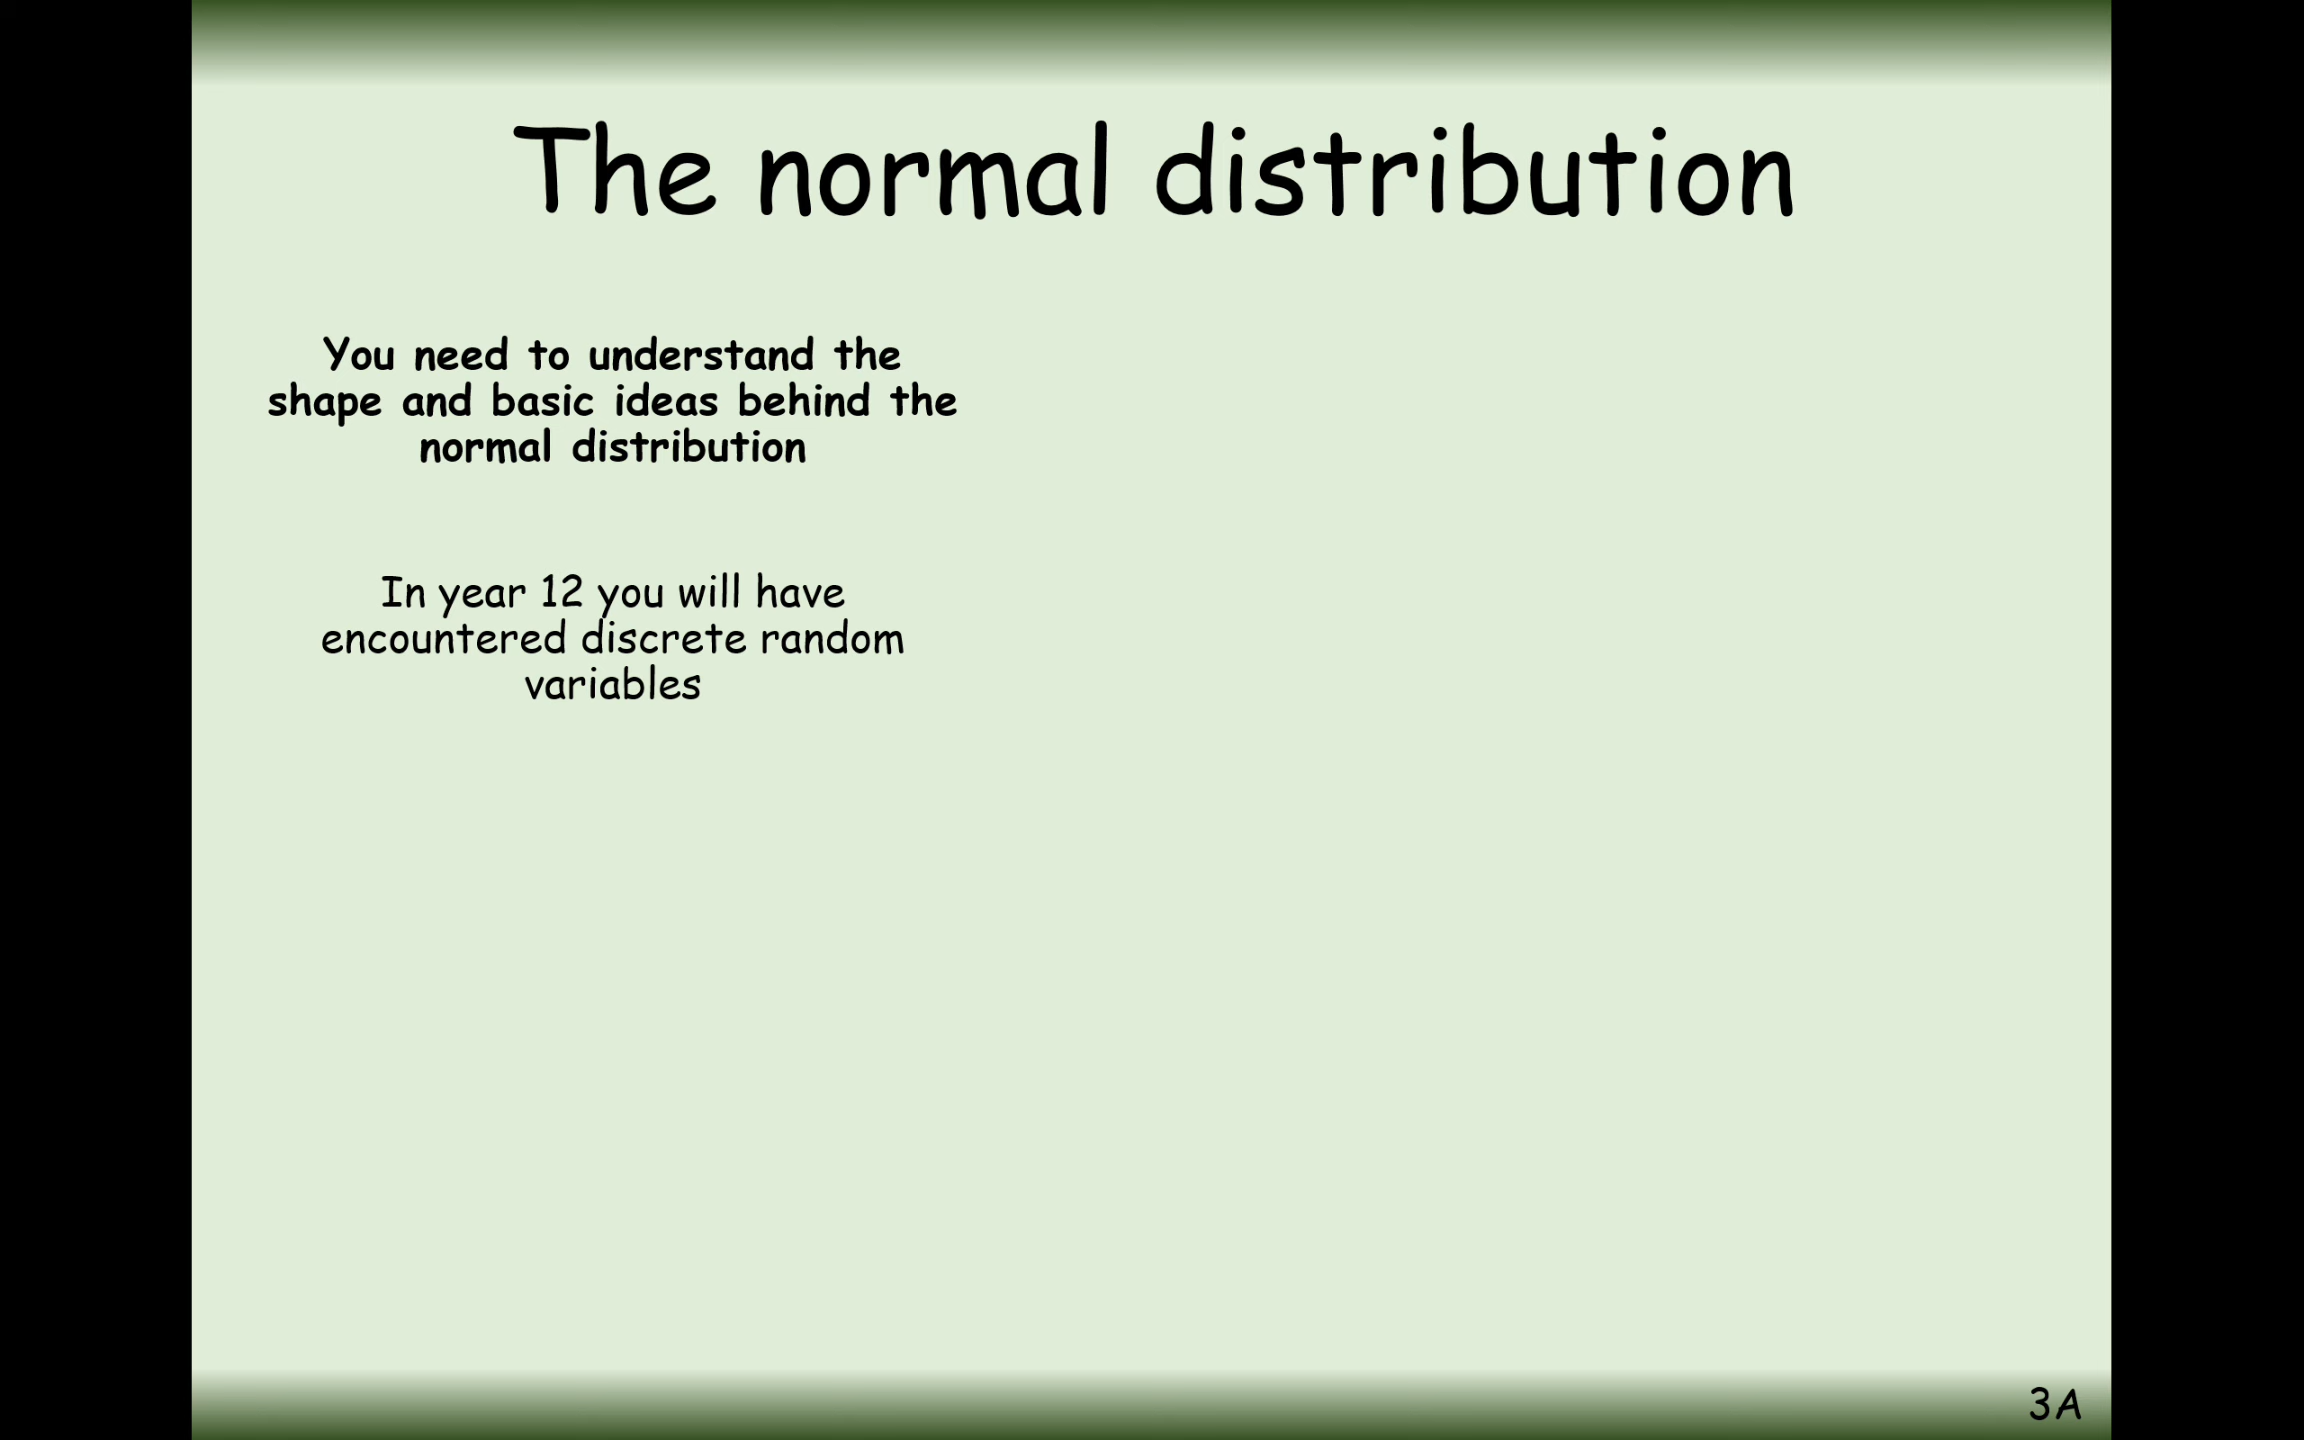 The normal distribution
You need to understand the
shape and basic ideas behind the
normal distribution
In year 12 you will have
encountered discrete random
variables
3A